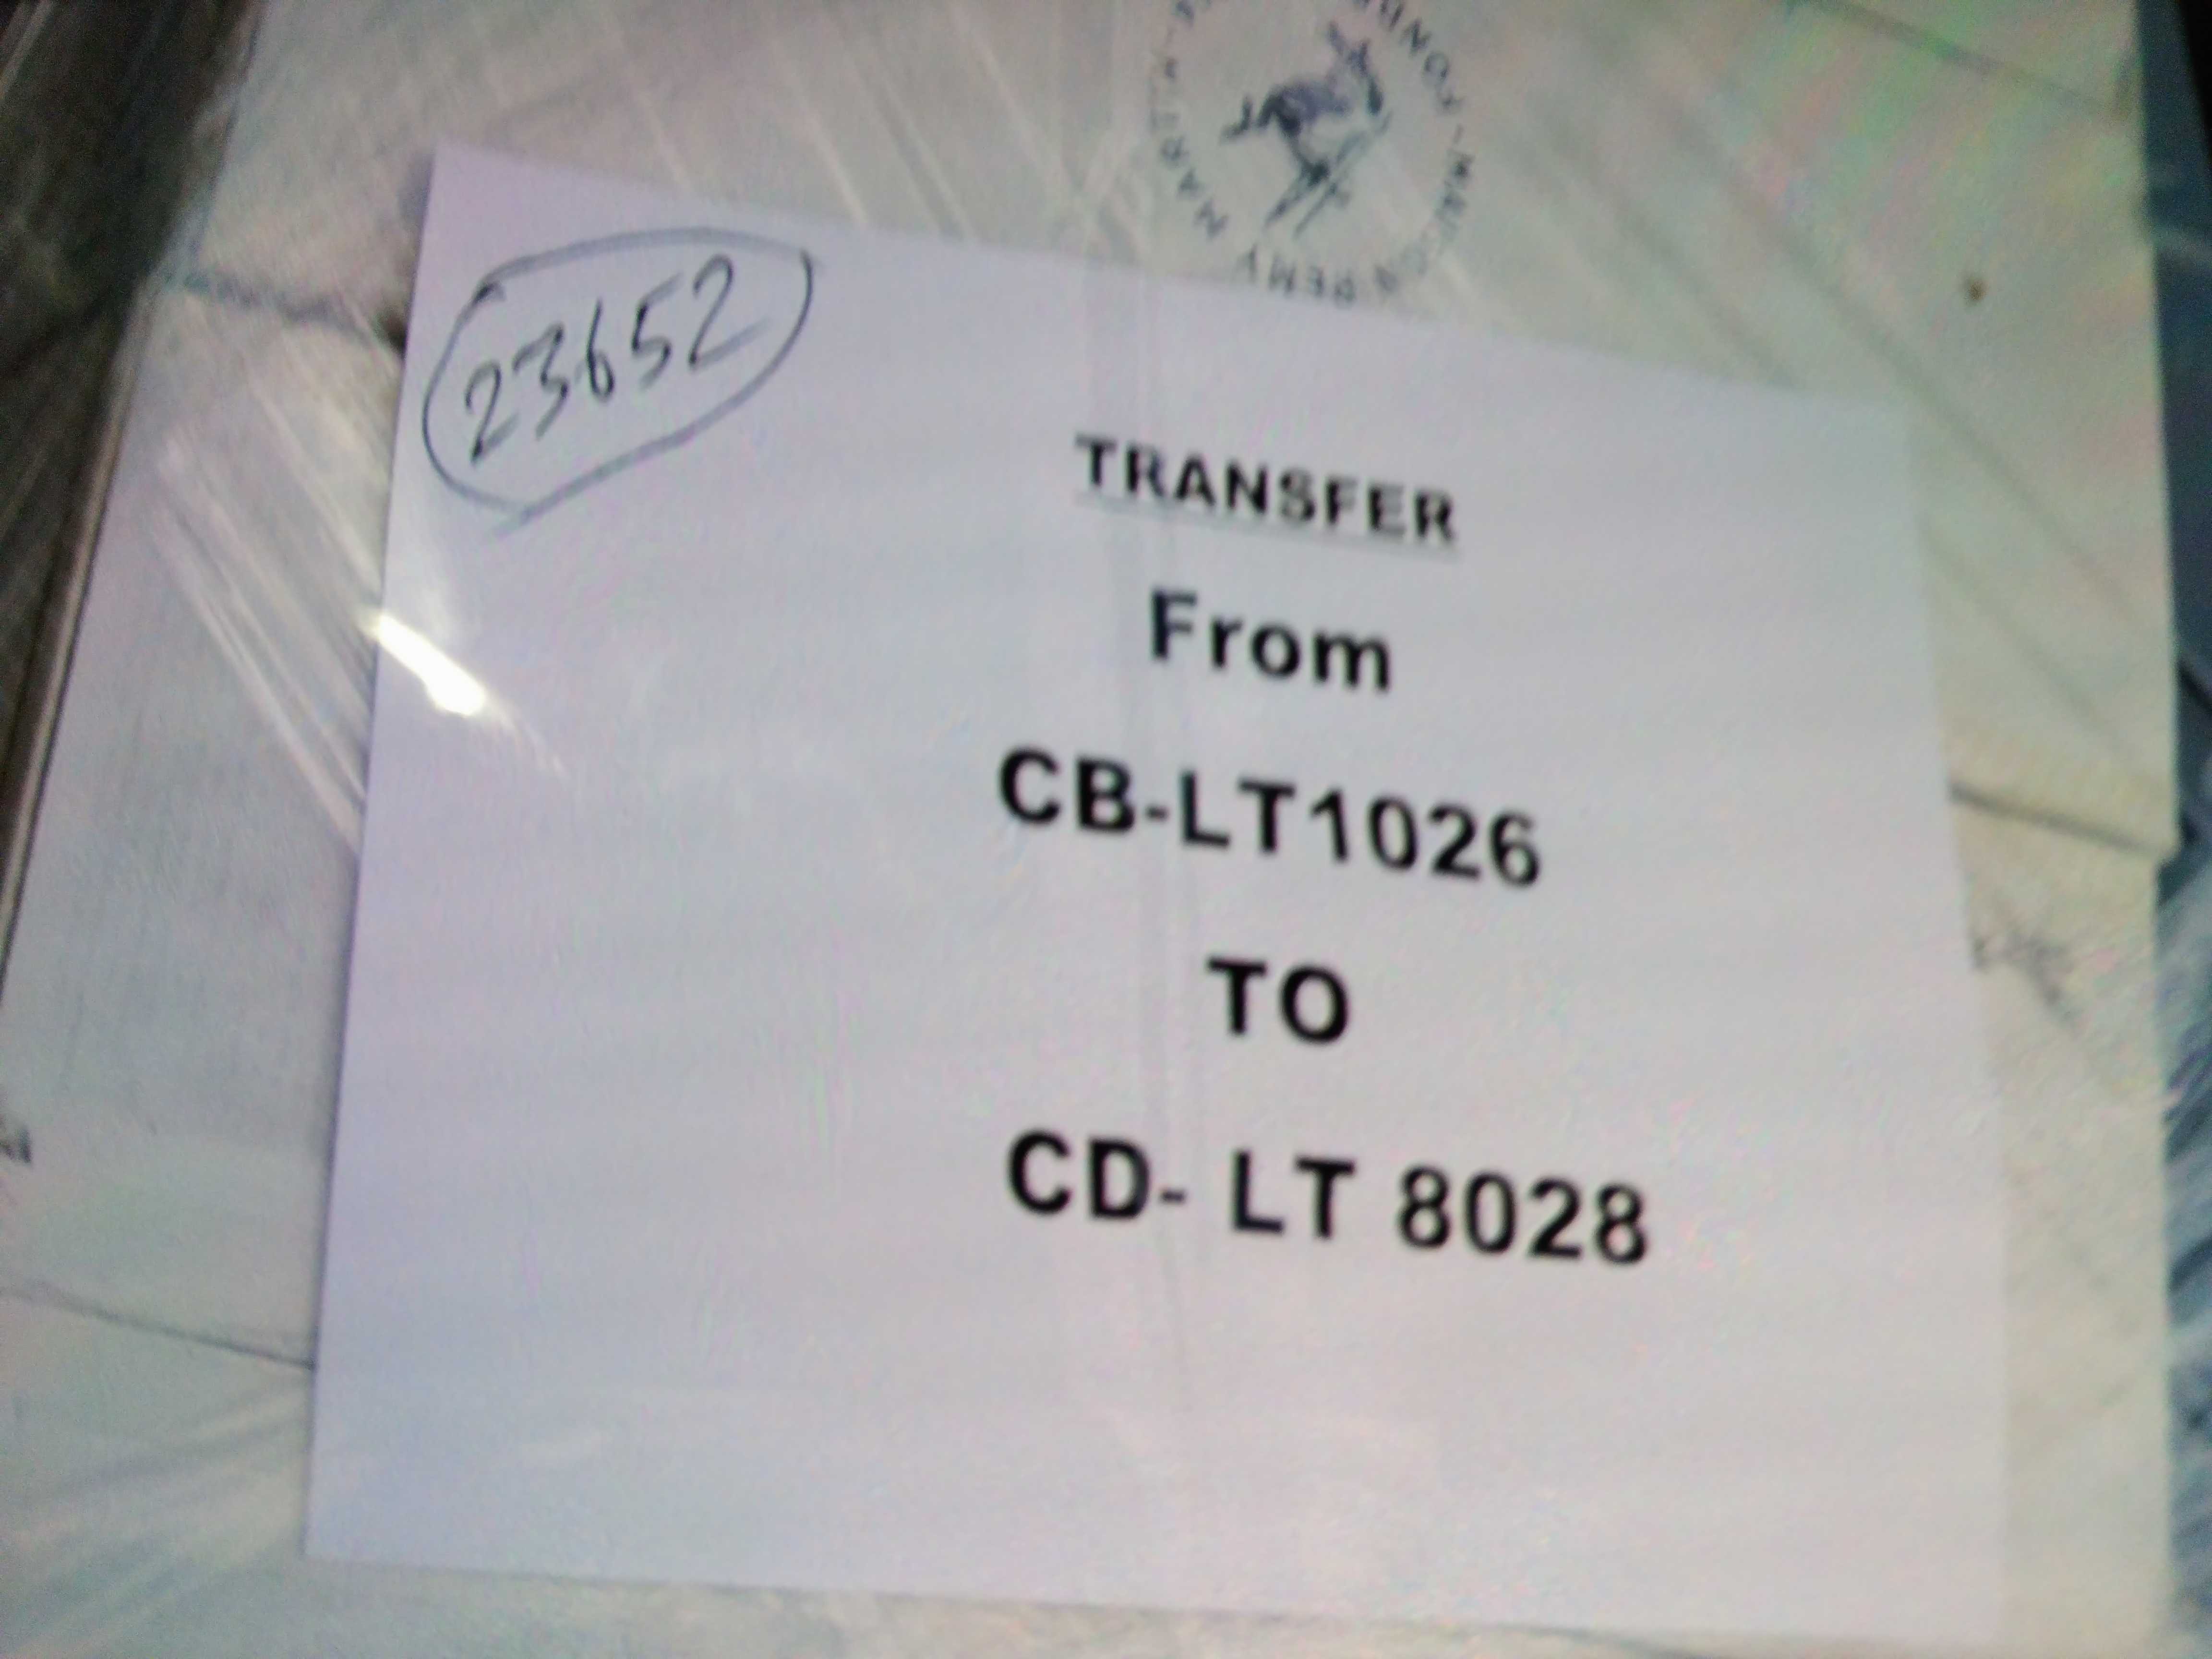 23652
TRANSFER
From
CB-LT1026
TO
CD- LT 8028